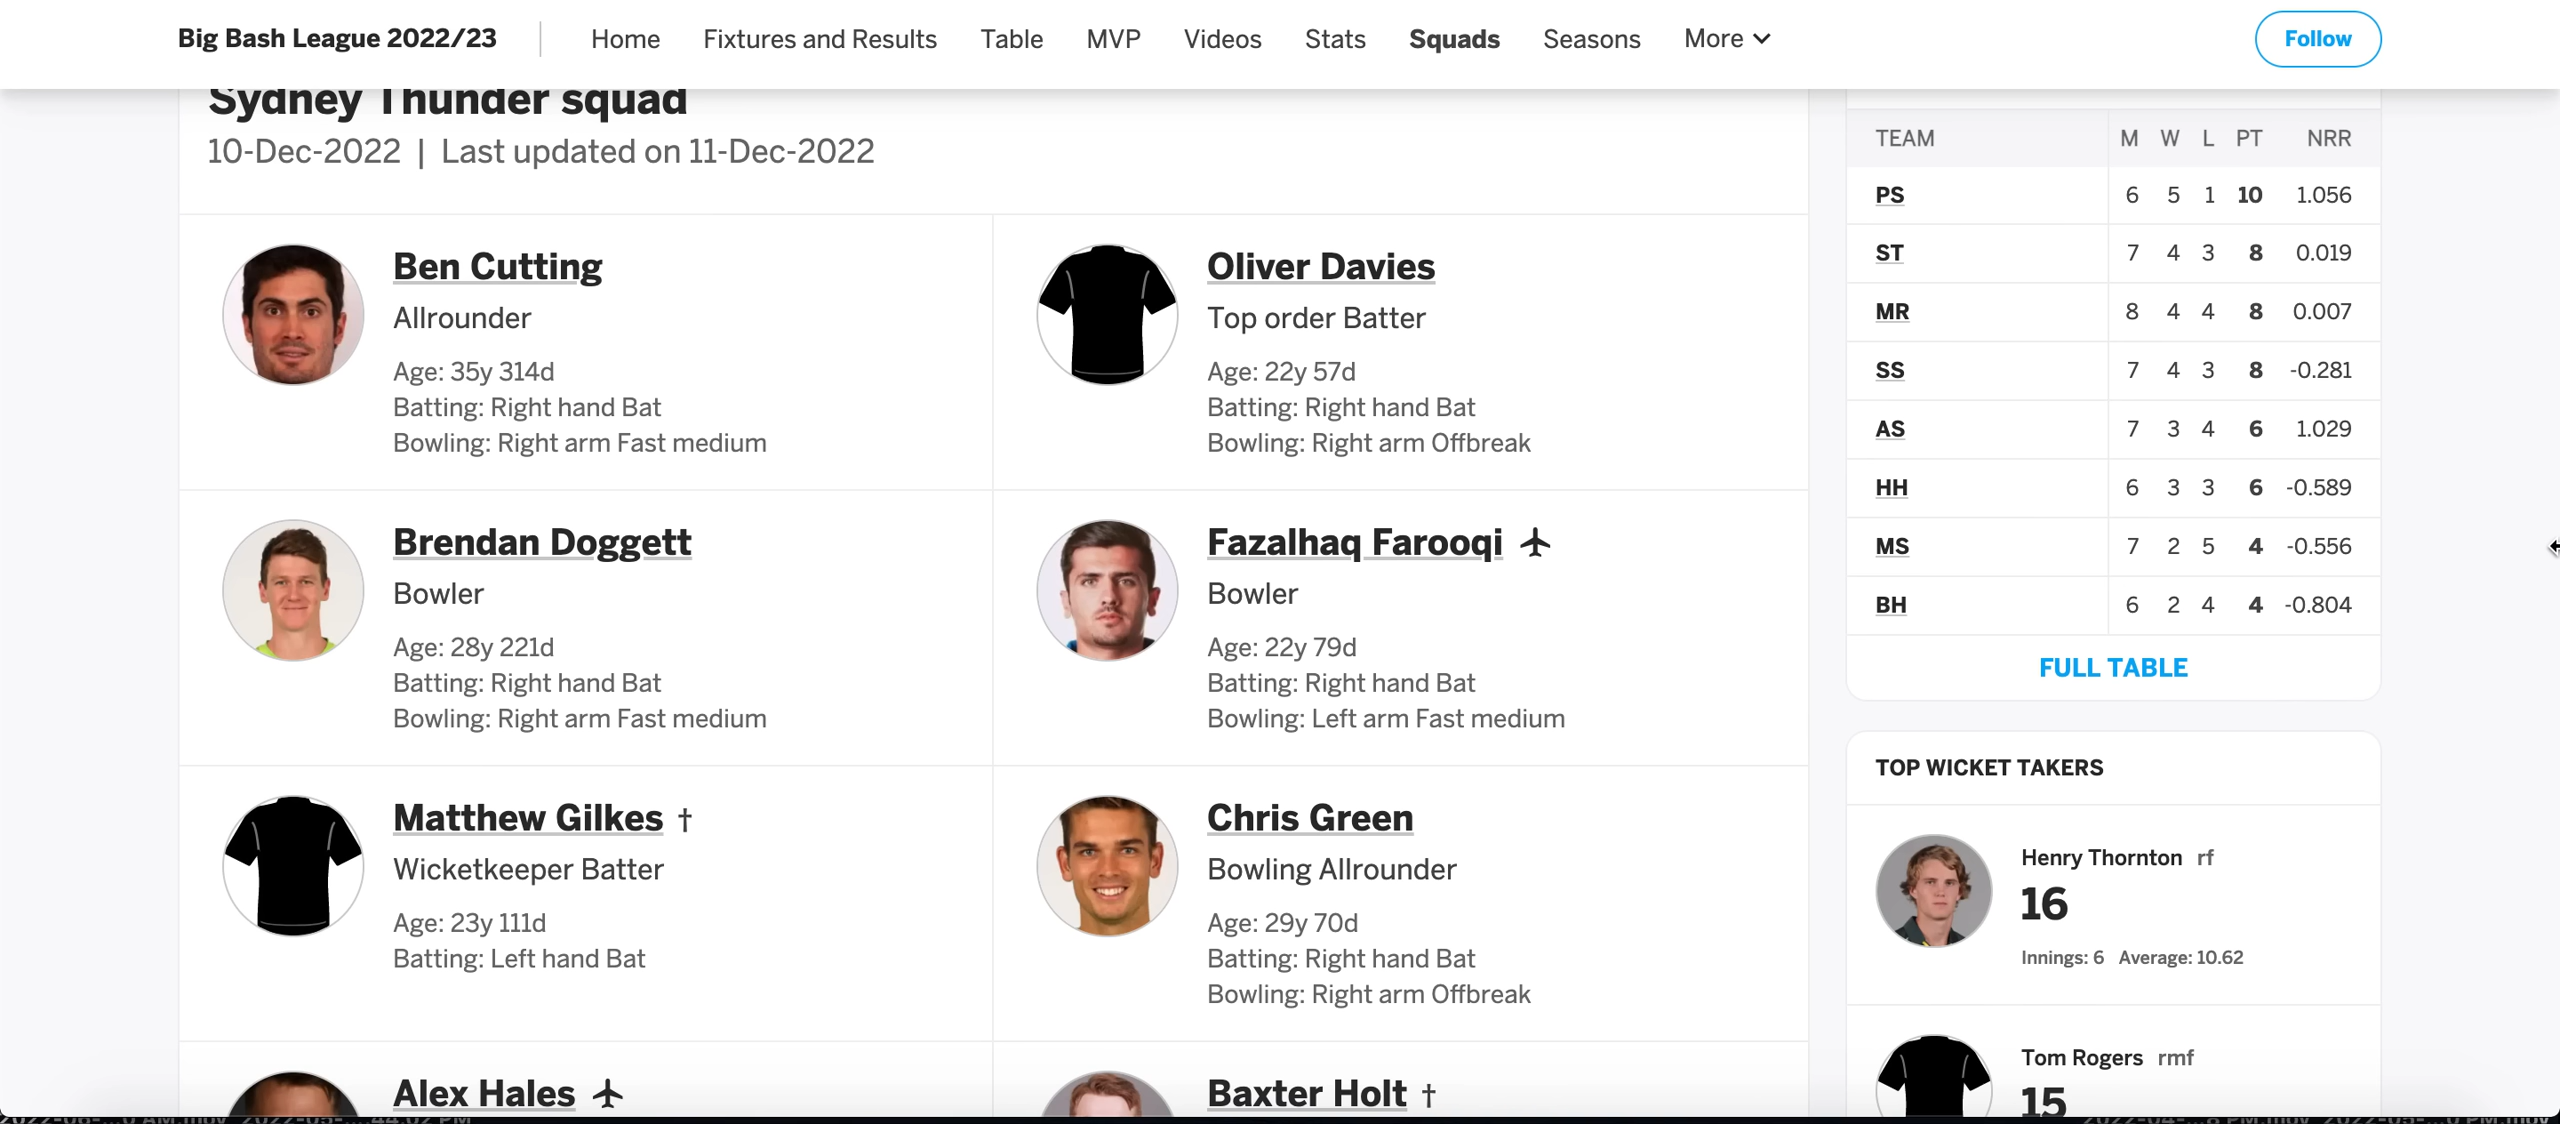 Big Bash League 2022/23
Home Fixtures and Results Table MVP Videos Stats Squads Seasons More
Follow
Sydney Thunder squad
10-Dec-2022 | Last updated on 11-Dec-2022
Ben Cutting
Allrounder
Age: 35y 314d
Batting: Right hand Bat
Bowling: Right arm Fast medium
Oliver Davies
Top order Batter
Age: 22y 57d
Batting: Right hand Bat
Bowling: Right arm Offbreak
Brendan Doggett
Bowler
Age: 28y 221d
Batting: Right hand Bat
Bowling: Right arm Fast medium
Fazalhaq Farooqi
Bowler
Age: 22y 79d
Batting: Right hand Bat
Bowling: Left arm Fast medium
Matthew Gilkes †
Wicketkeeper Batter
Age: 23y 111d
Batting: Left hand Bat
Chris Green
Bowling Allrounder
Age: 29y 70d
Batting: Right hand Bat
Bowling: Right arm Offbreak
Alex Hales
Baxter Holt †
TEAM M W L PT NRR
PS 6 5 1 10 1.056
ST 7 4 3 8 0.019
MR 8 4 4 8 0.007
SS 7 4 3 8 -0.281
AS 7 3 4 6 1.029
HH 6 3 3 6 -0.589
MS 7 2 5 4 -0.556
BH 6 2 4 4 -0.804
FULL TABLE
TOP WICKET TAKERS
Henry Thornton rf
16
Innings: 6 Average: 10.62
Tom Rogers rmf
15